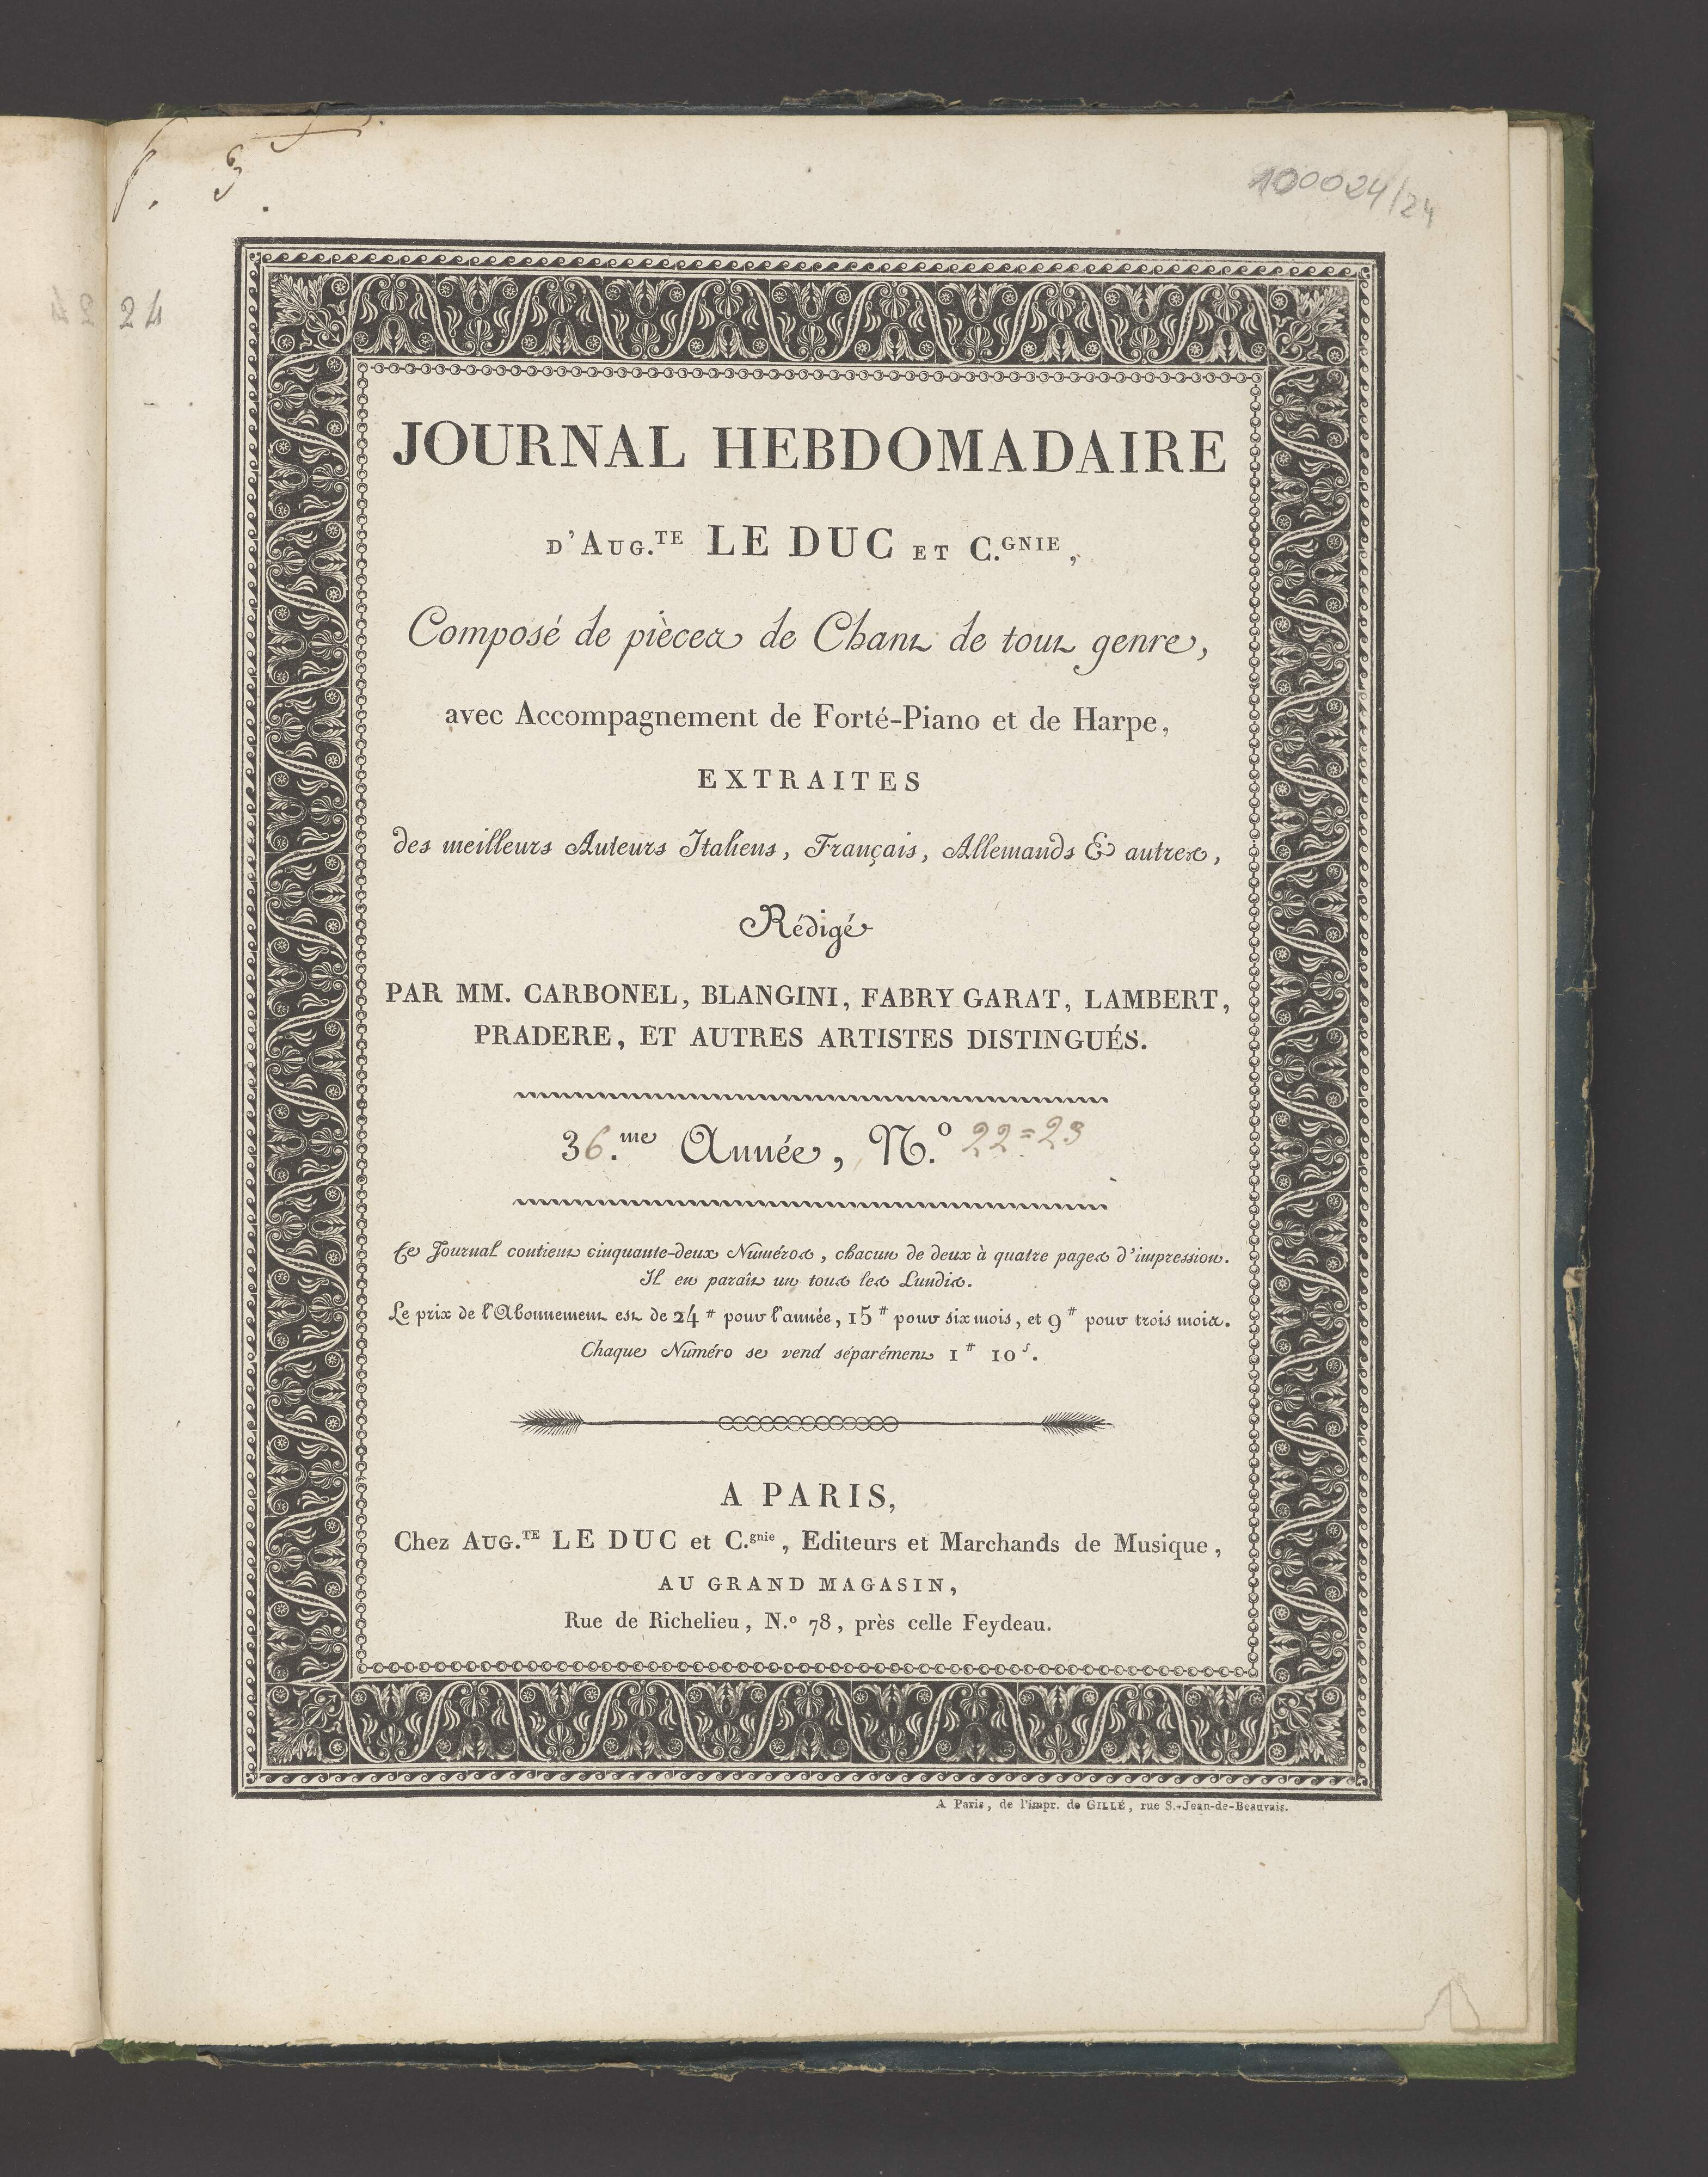 100024/24
24
JOURNAL HEBDOMADAIRE
D'AUG.TE LE DUC ET C.GNIE,
Composé de pièces de Chant de tout genre,
avec Accompagnement de Forté-Piano et de Harpe,
EXTRAITES
des meilleurs Auteurs Italiens, Français, Allemands & autres,
Rédigé
PAR MM. CARBONEL, BLANGINI, FABRY GARAT, LAMBERT,
PRADERE, ET AUTRES ARTISTES DISTINGUÉS.
36.me Année, N.o 22=23
Ce Journal contient cinquante-deux Numéros, chacun de deux à quatre pages d'impression.
Il en paraît un tous les Lundis.
Le prix de l'Abonnement est de 24 # pour l'année, 15 # pour six mois, et 9 # pour trois mois.
Chaque Numéro se vend séparément 1 # 10 s.
A PARIS,
Chez AUG.TE LE DUC et C.gnie, Editeurs et Marchands de Musique,
AU GRAND MAGASIN,
Rue de Richelieu, N.o 78, près celle Feydeau.
A Paris, de l'impr. de GILLÉ, rue S.-Jean-de-Beauvais.